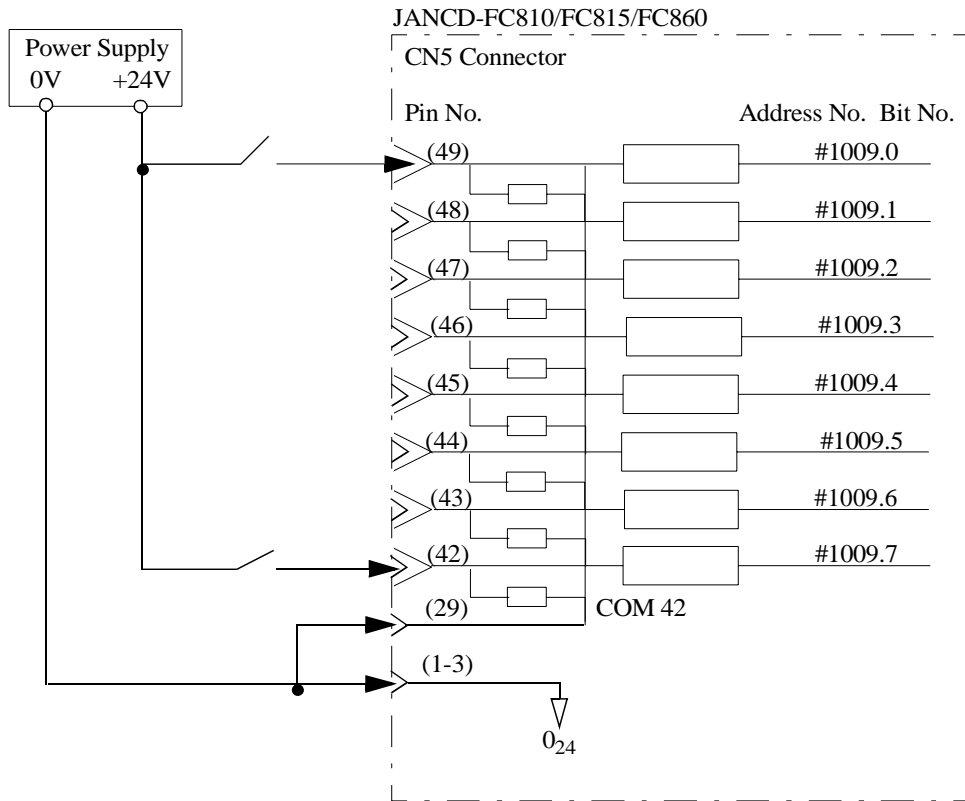 JANCD-FC810/FC815/FC860
Power Supply
0V +24V
CN5 Connector
Pin No. Address No. Bit No.
(49) #1009.0
(48) #1009.1
(47) #1009.2
(46) #1009.3
(45) #1009.4
(44) #1009.5
(43) #1009.6
(42) #1009.7
(29) COM 42
(1-3)
0₂₄